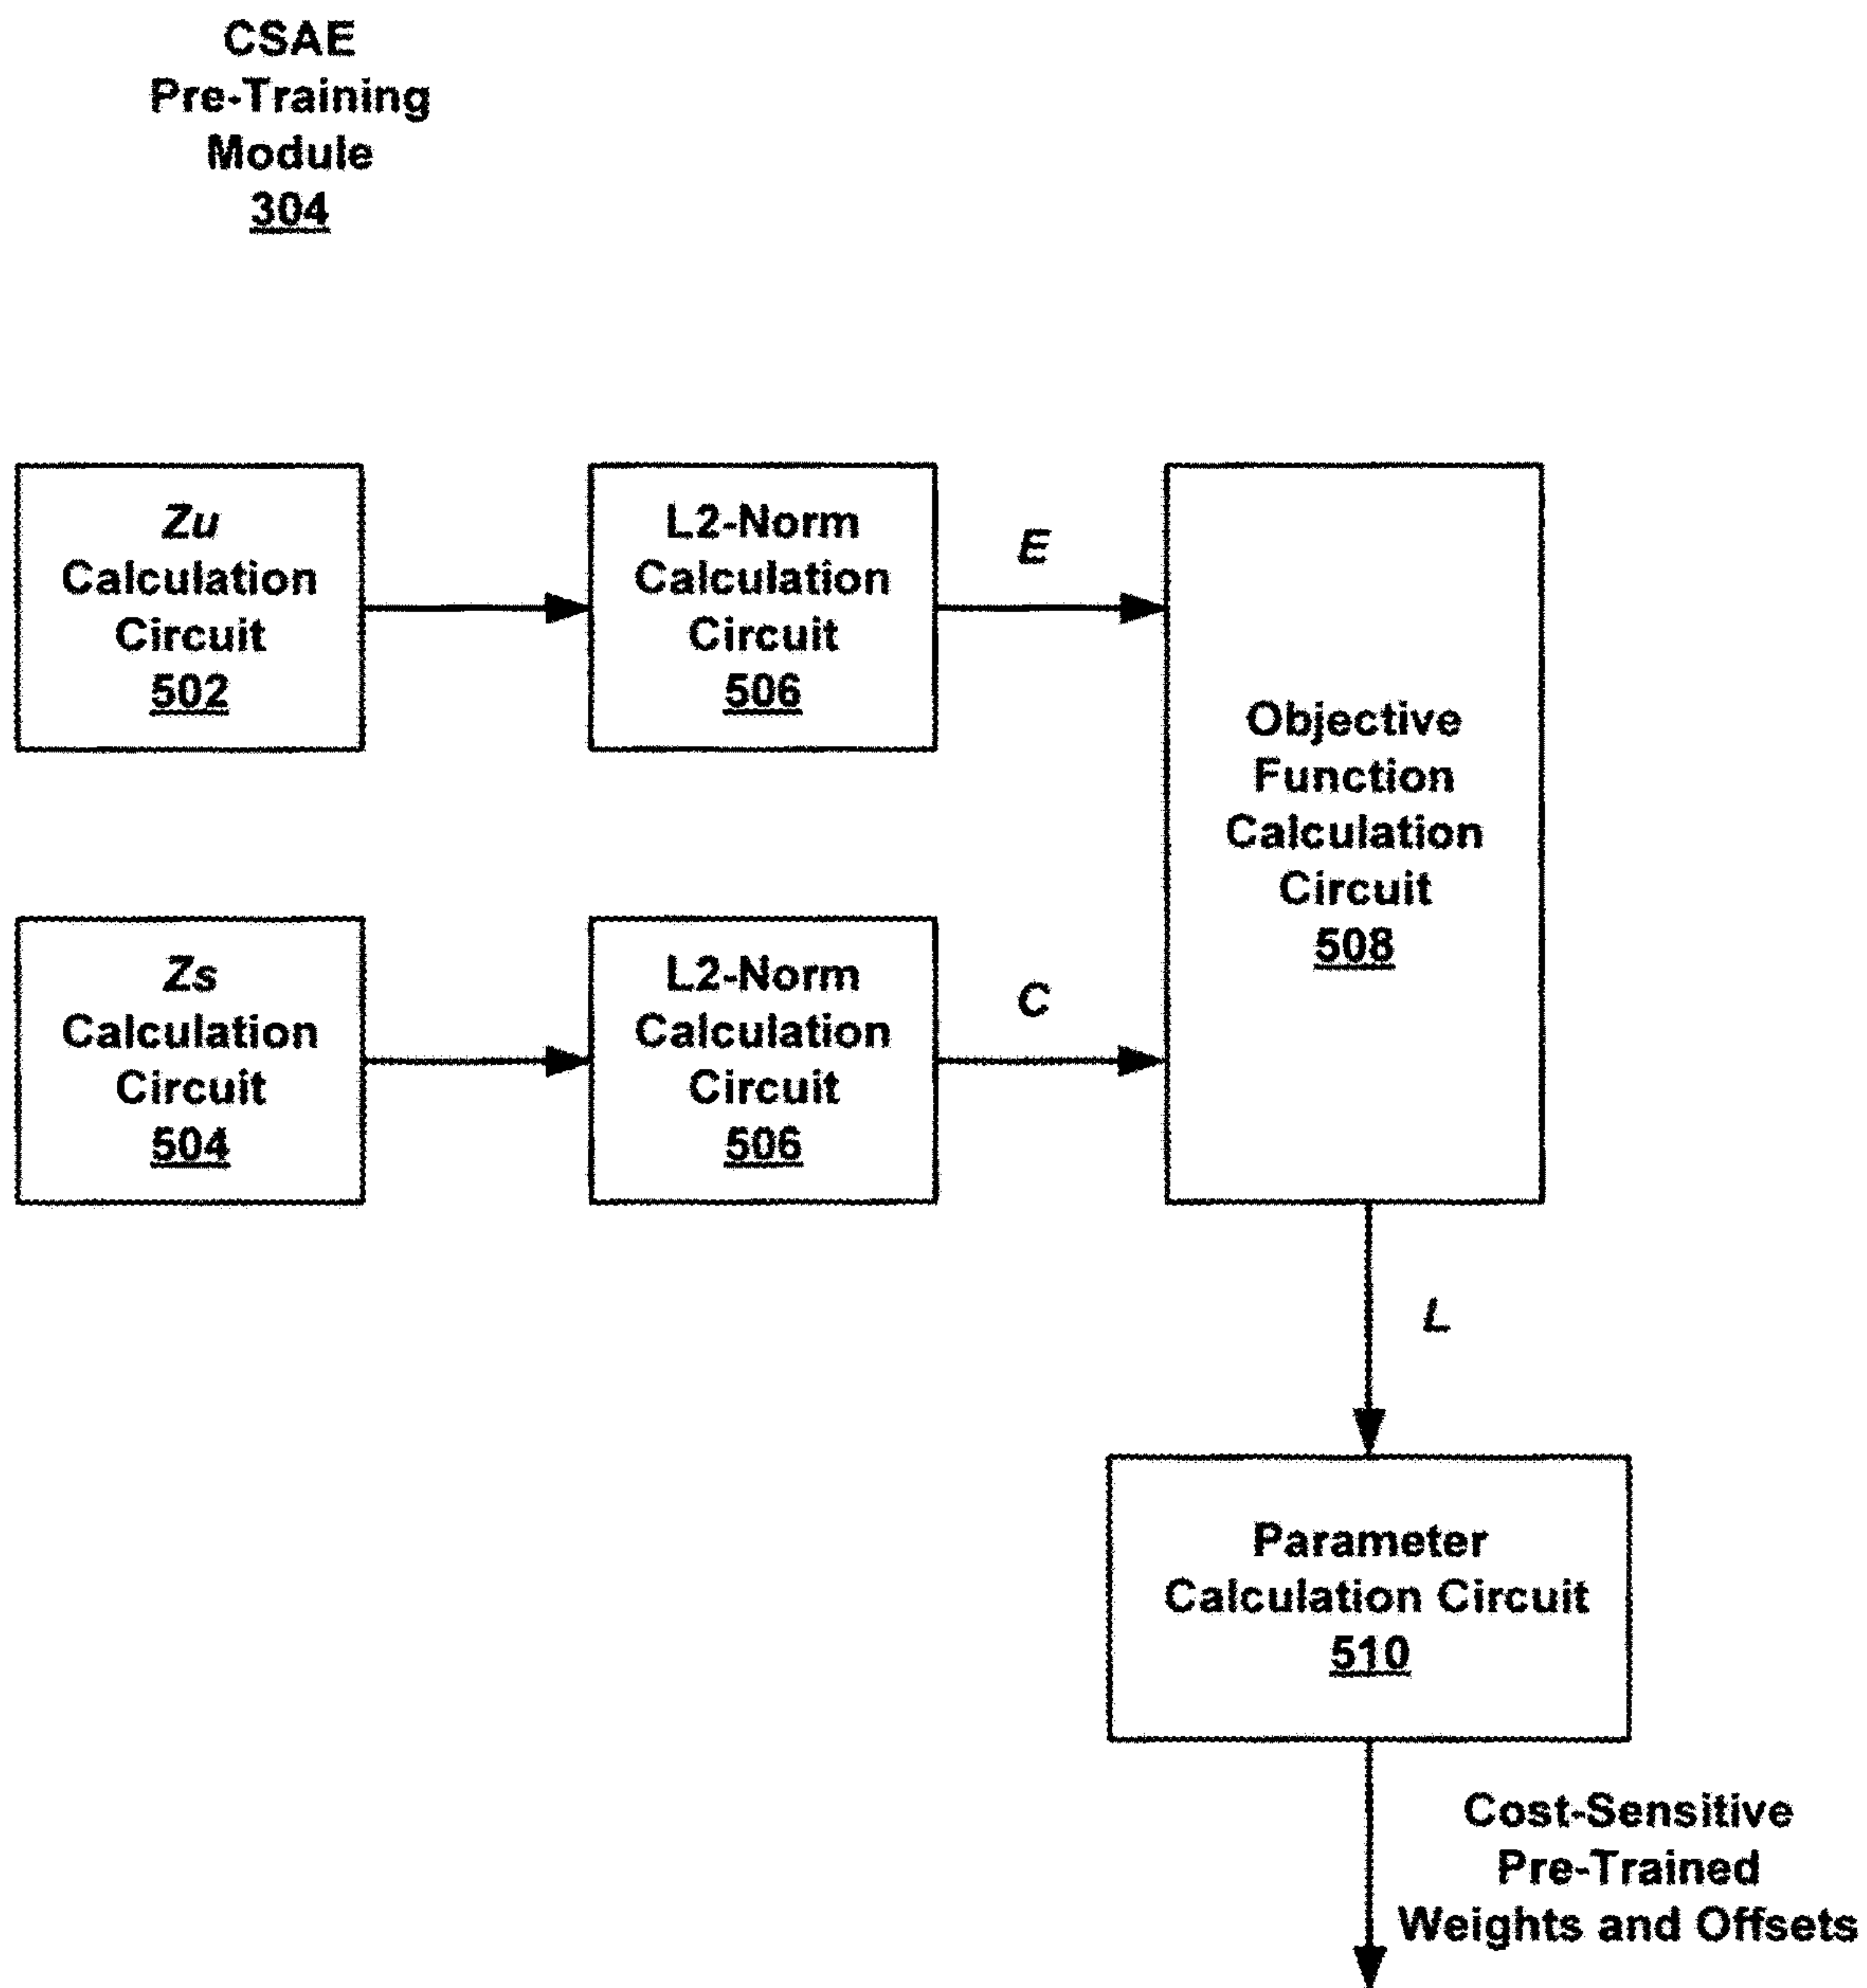 CSAE
Pre-Training
Module
304
Zu
Calculation
Circuit
502
L2-Norm
Calculation
Circuit
506
E
Objective
Function
Calculation
Circuit
508
Zs
Calculation
Circuit
504
L2-Norm
Calculation
Circuit
506
C
L
Parameter
Calculation Circuit
510
Cost-Sensitive
Pre-Trained
Weights and Offsets